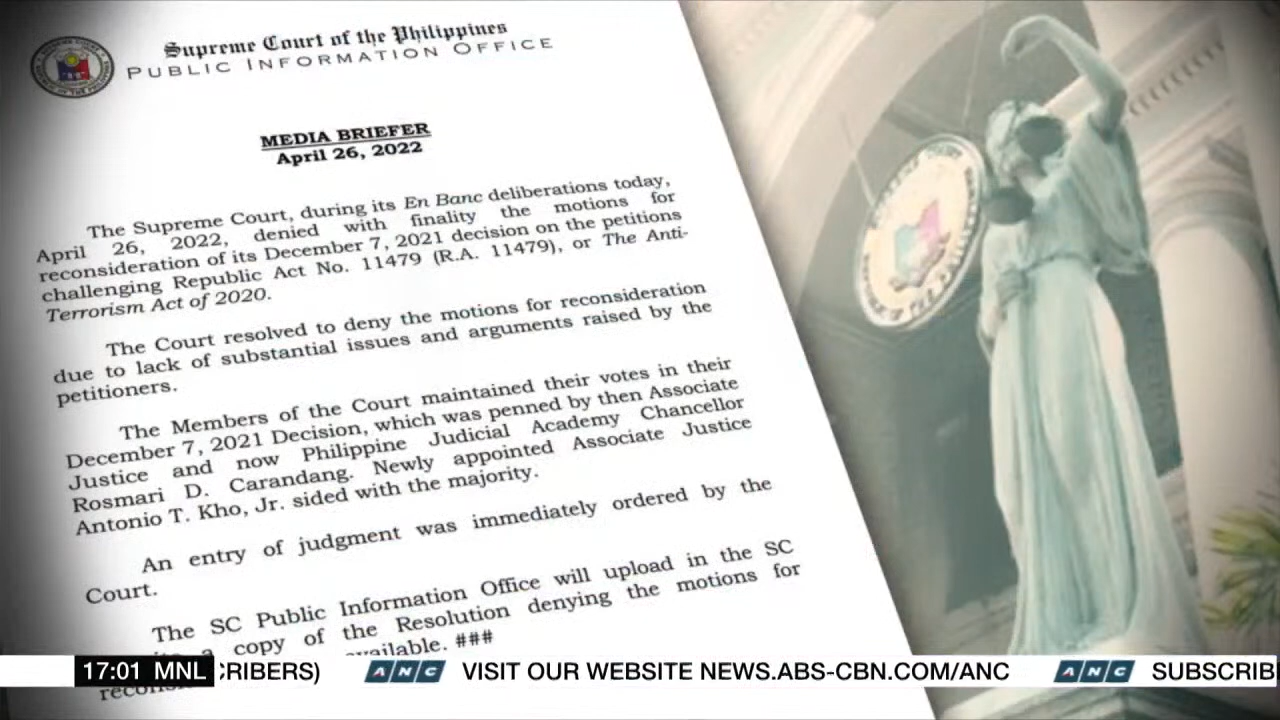 Supreme Court of the Philippines
PUBLIC INFORMATION OFFICE
MEDIA BRIEFER
April 26, 2022
The Supreme Court, during its En Banc deliberations today,
April 26, 2022, denied with finality the motions for
reconsideration of its December 7, 2021 decision on the petitions
challenging Republic Act No. 11479 (R.A. 11479), or The Anti-
Terrorism Act of 2020.
The Court resolved to deny the motions for reconsideration
due to lack of substantial issues and arguments raised by the
petitioners.
The Members of the Court maintained their votes in their
December 7, 2021 Decision, which was penned by then Associate
Justice and now Philippine Judicial Academy Chancellor
Rosmari D. Carandang. Newly appointed Associate Justice
Antonio T. Kho, Jr. sided with the majority.
An entry of judgment was immediately ordered by the
Court.
The SC Public Information Office will upload in the SC
a copy of the Resolution denying the motions for
available. ###
17:01 MNL CRIBERS) ANC VISIT OUR WEBSITE NEWS.ABS-CBN.COM/ANC ANC SUBSCRIB